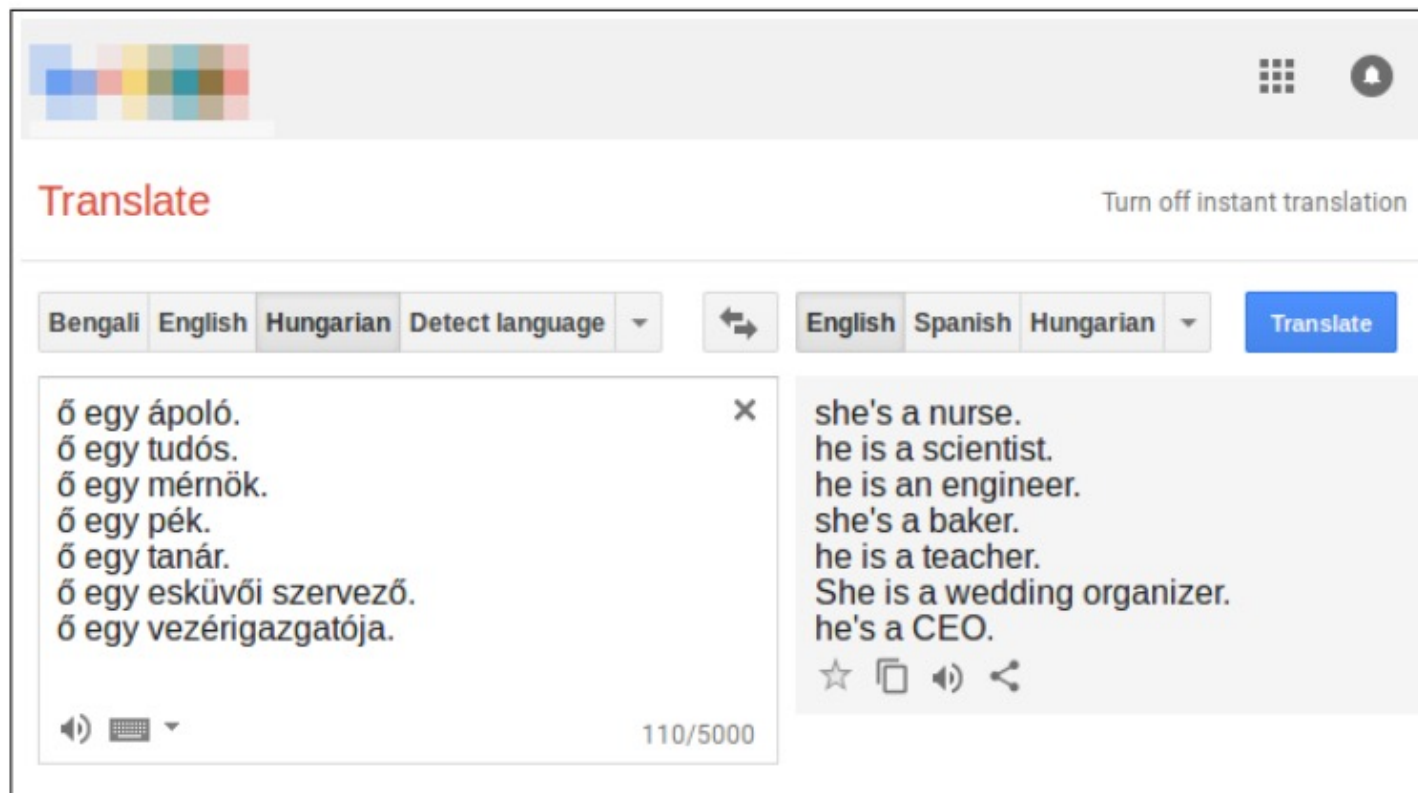 Translate
Turn off instant translation
Bengali English Hungarian Detect language
English Spanish Hungarian
Translate
ő egy ápoló.
ő egy tudós.
ő egy mérnök.
ő egy pék.
ő egy tanár.
ő egy esküvői szervező.
ő egy vezérigazgatója.
110/5000
she's a nurse.
he is a scientist.
he is an engineer.
she's a baker.
he is a teacher.
She is a wedding organizer.
he's a CEO.